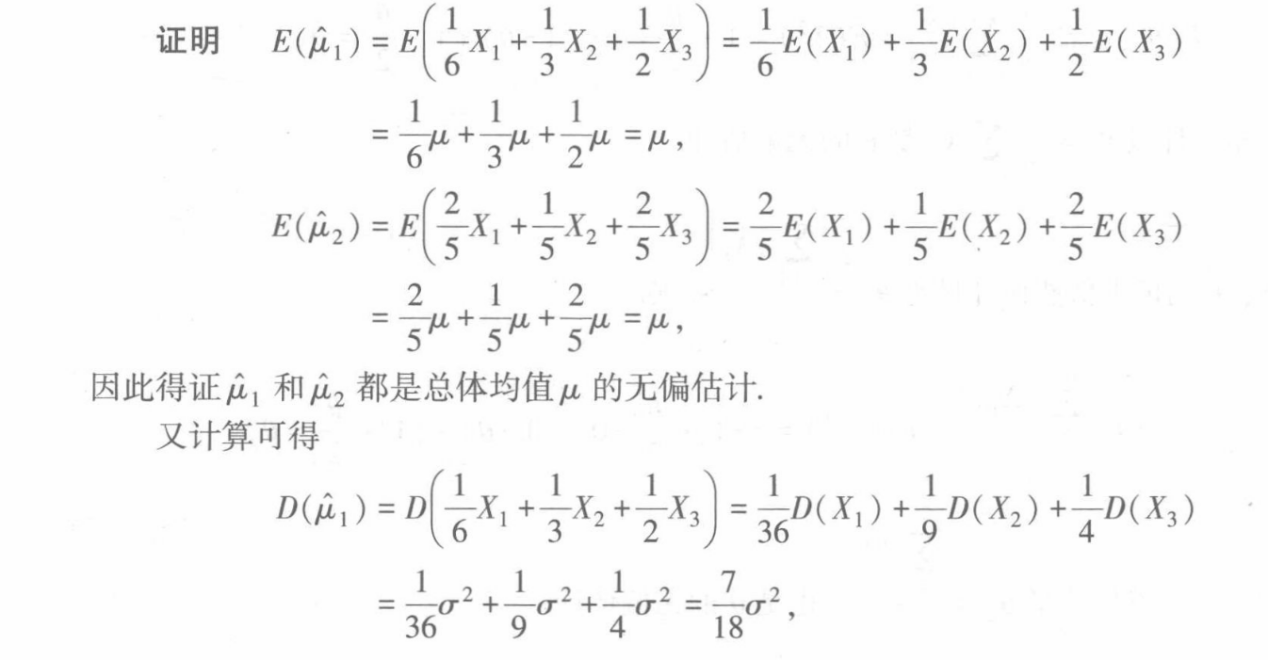 证明 E(μ̂₁) = E(1/6 X₁ + 1/3 X₂ + 1/2 X₃) = 1/6 E(X₁) + 1/3 E(X₂) + 1/2 E(X₃)
= 1/6 μ + 1/3 μ + 1/2 μ = μ,
E(μ̂₂) = E(2/5 X₁ + 1/5 X₂ + 2/5 X₃) = 2/5 E(X₁) + 1/5 E(X₂) + 2/5 E(X₃)
= 2/5 μ + 1/5 μ + 2/5 μ = μ,
因此得证 μ̂₁ 和 μ̂₂ 都是总体均值 μ 的无偏估计.
又计算可得
D(μ̂₁) = D(1/6 X₁ + 1/3 X₂ + 1/2 X₃) = 1/36 D(X₁) + 1/9 D(X₂) + 1/4 D(X₃)
= 1/36 σ² + 1/9 σ² + 1/4 σ² = 7/18 σ²,